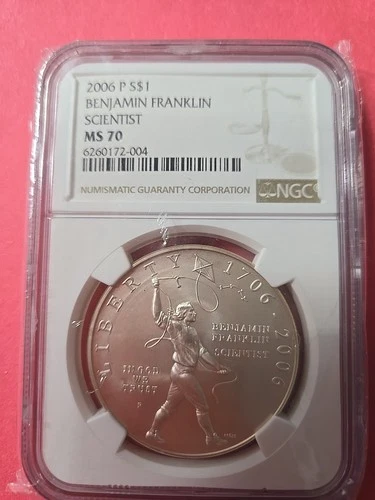 2006 P S$1
BENJAMIN FRANKLIN
SCIENTIST
MS 70
6260172-004
NUMISMATIC GUARANTY CORPORATION
NGC
LIBERTY 1706-2006
BENJAMIN
FRANKLIN
SCIENTIST
IN GOD
WE
TRUST
P